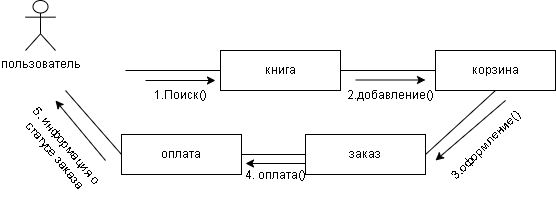 пользователь
книга
корзина
1.Поиск()
2.добавление()
3.оформление()
заказ
4. оплата()
оплата
5. информация о
статусе заказа